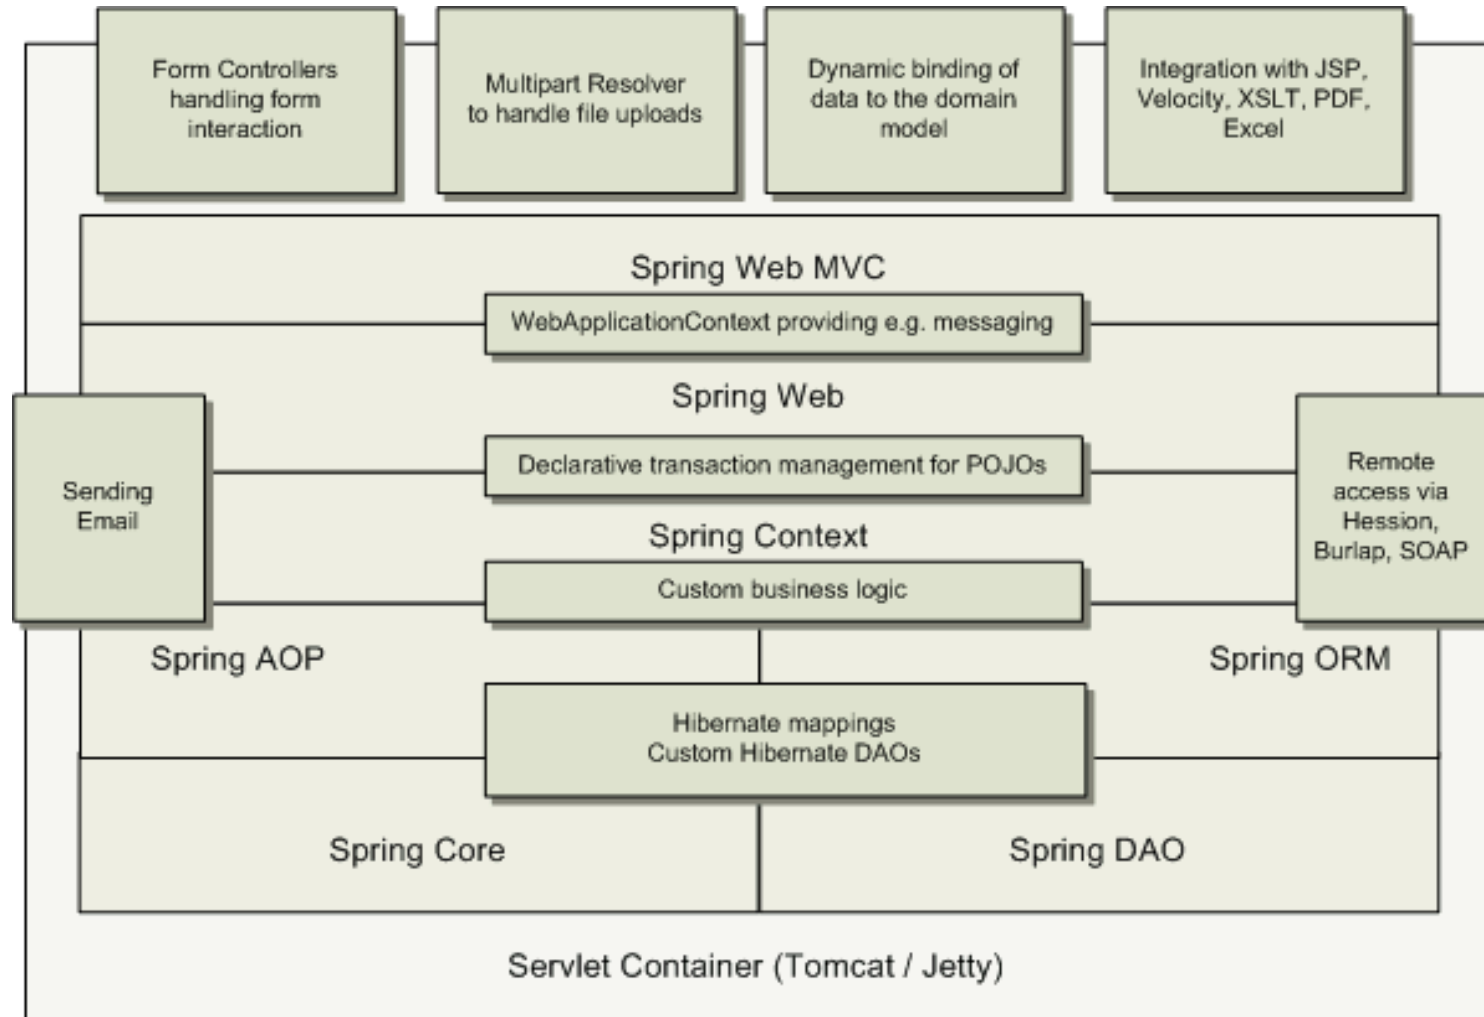 Form Controllers
handling form
interaction
Multipart Resolver
to handle file uploads
Dynamic binding of
data to the domain
model
Integration with JSP,
Velocity, XSLT, PDF,
Excel
Spring Web MVC
WebApplicationContext providing e.g. messaging
Spring Web
Declarative transaction management for POJOs
Sending
Email
Remote
access via
Hession,
Burlap, SOAP
Spring Context
Custom business logic
Spring AOP
Spring ORM
Hibernate mappings
Custom Hibernate DAOs
Spring Core
Spring DAO
Servlet Container (Tomcat / Jetty)